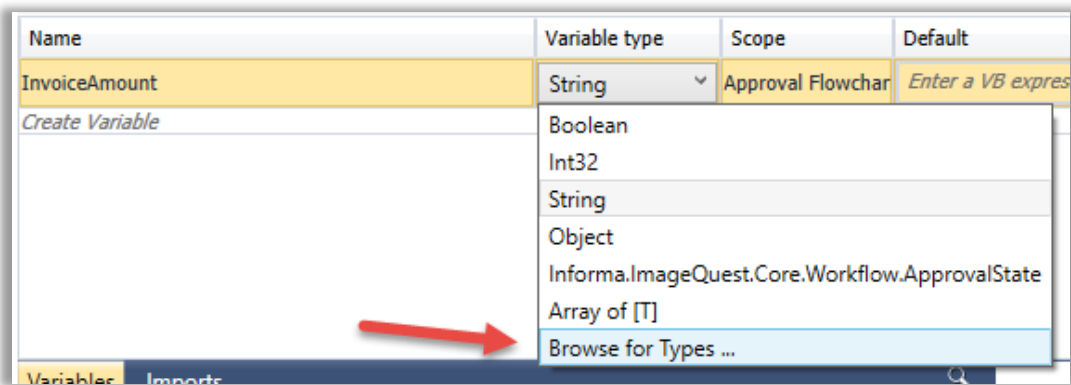 Name Variable type Scope Default
InvoiceAmount String Approval Flowchar Enter a VB expres
Create Variable
Boolean
Int32
String
Object
Informa.ImageQuest.Core.Workflow.ApprovalState
Array of [T]
Browse for Types ...
Variables Imports